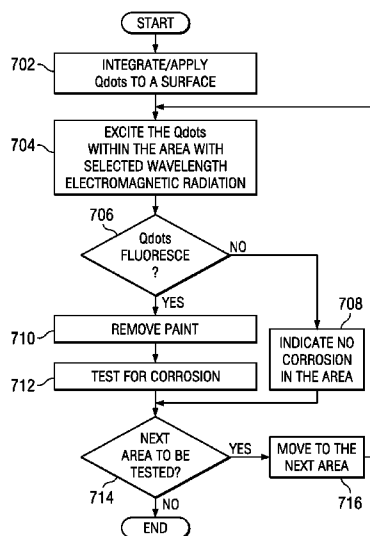 START
702
INTEGRATE/APPLY
Qdots TO A SURFACE
704
EXCITE THE Qdots
WITHIN THE AREA WITH
SELECTED WAVELENGTH
ELECTROMAGNETIC RADIATION
706
Qdots
FLUORESCE
?
NO
YES
708
INDICATE NO
CORROSION
IN THE AREA
710
REMOVE PAINT
712
TEST FOR CORROSION
NEXT
AREA TO BE
TESTED?
714
YES
MOVE TO THE
NEXT AREA
716
NO
END